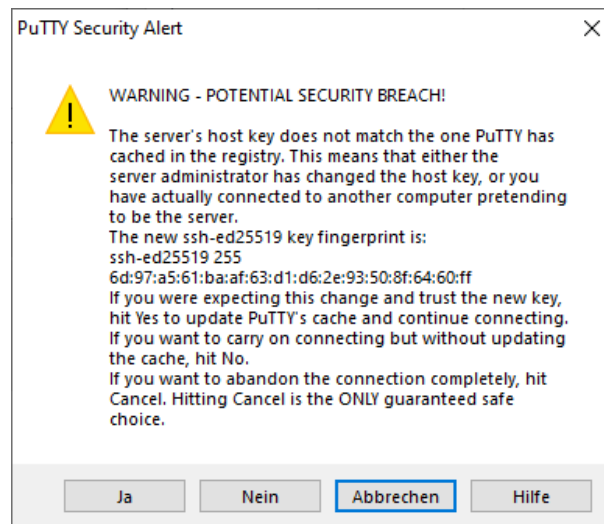 PuTTY Security Alert
WARNING - POTENTIAL SECURITY BREACH!
The server's host key does not match the one PuTTY has
cached in the registry. This means that either the
server administrator has changed the host key, or you
have actually connected to another computer pretending
to be the server.
The new ssh-ed25519 key fingerprint is:
ssh-ed25519 255
6d:97:a5:61:ba:af:63:d1:d6:2e:93:50:8f:64:60:ff
If you were expecting this change and trust the new key,
hit Yes to update PuTTY's cache and continue connecting.
If you want to carry on connecting but without updating
the cache, hit No.
If you want to abandon the connection completely, hit
Cancel. Hitting Cancel is the ONLY guaranteed safe
choice.
Ja Nein Abbrechen Hilfe